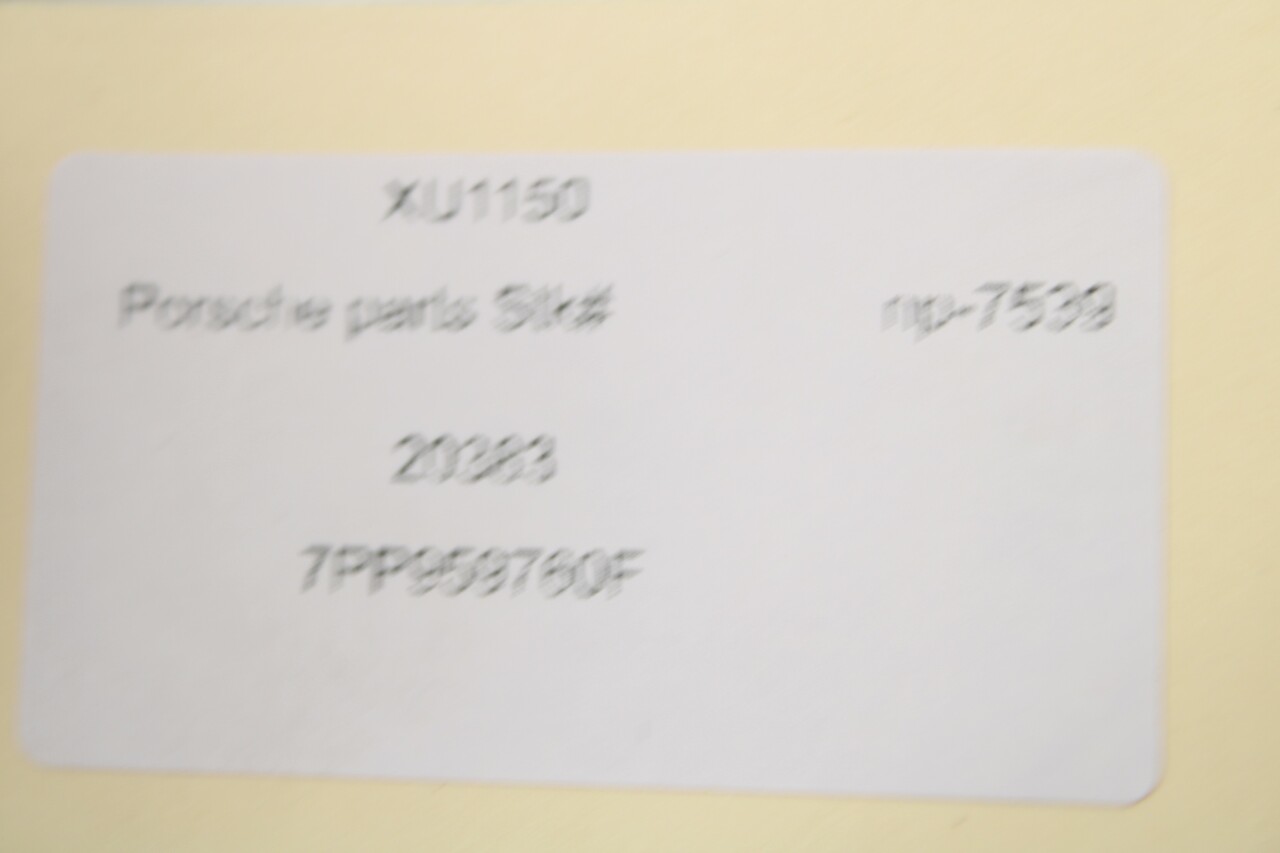 XU1150
Porsche parts Stk# np-7539
20383
7PP959760F